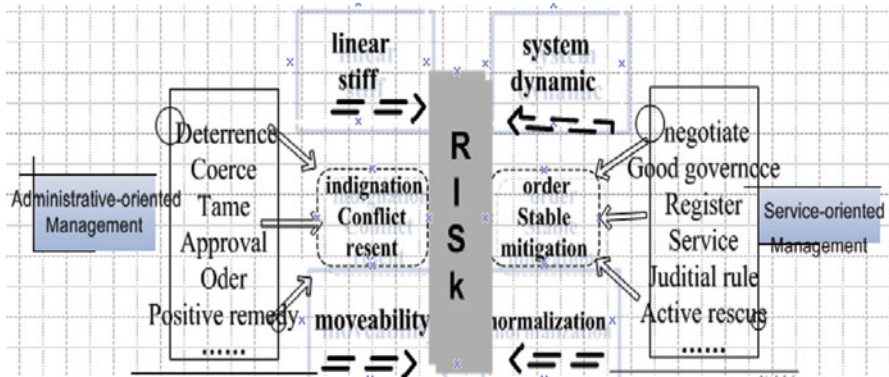 linear
stiff
system
dynamic
Administrative-oriented
Management
Deterrence
Coerce
Tame
Approval
Oder
Positive remedy
......
indignation
Conflict
resent
moveability
RISk
order
Stable
mitigation
normalization
negotiate
Good governcce
Register
Service
Juditial rule
Active rescue
......
Service-oriented
Management